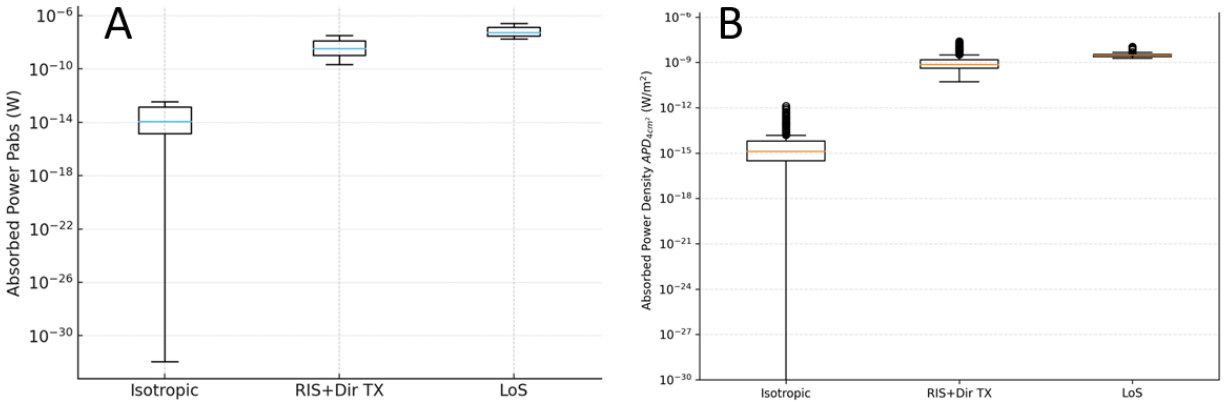 A
Absorbed Power Pabs (W)
10⁻⁶
10⁻¹⁰
10⁻¹⁴
10⁻¹⁸
10⁻²²
10⁻²⁶
10⁻³⁰
Isotropic RIS+Dir TX LoS
B
Absorbed Power Density APD₄cm² (W/m²)
10⁻⁶
10⁻⁹
10⁻¹²
10⁻¹⁵
10⁻¹⁸
10⁻²¹
10⁻²⁴
10⁻²⁷
10⁻³⁰
Isotropic RIS+Dir TX LoS